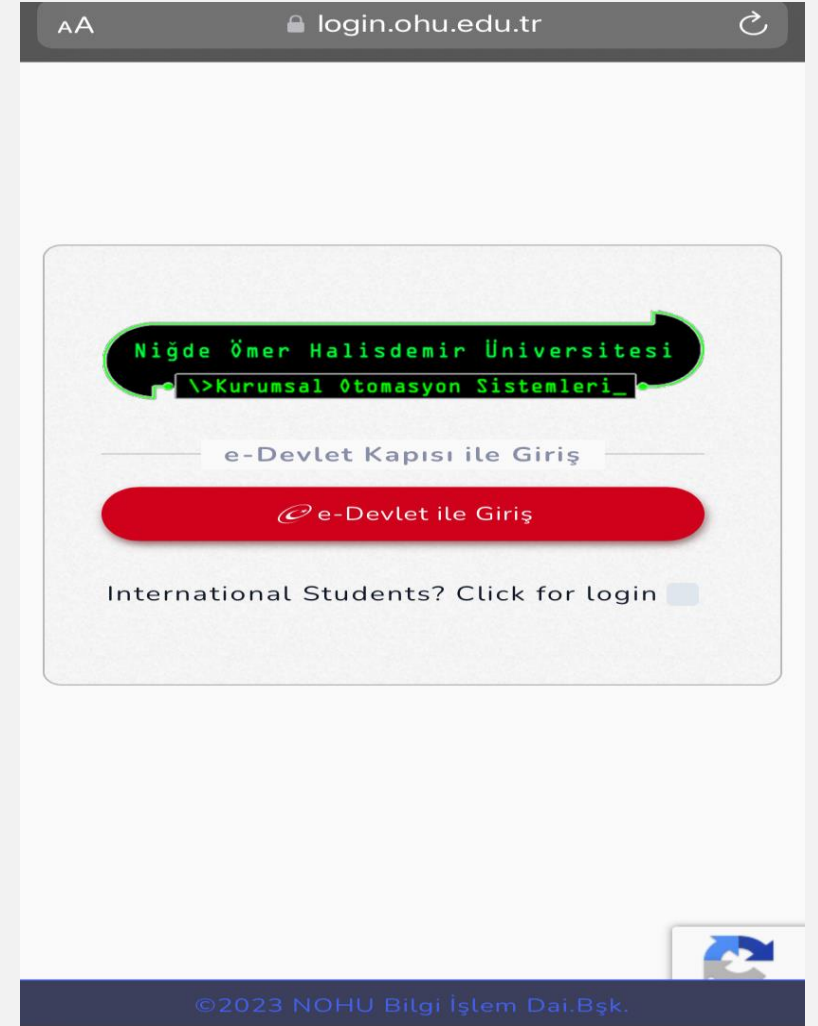 AA login.ohu.edu.tr
Niğde Ömer Halisdemir Üniversitesi
\>Kurumsal Otomasyon Sistemleri_
e-Devlet Kapısı ile Giriş
e-Devlet ile Giriş
International Students? Click for login
©2023 NOHU Bilgi İşlem Dai.Bşk.